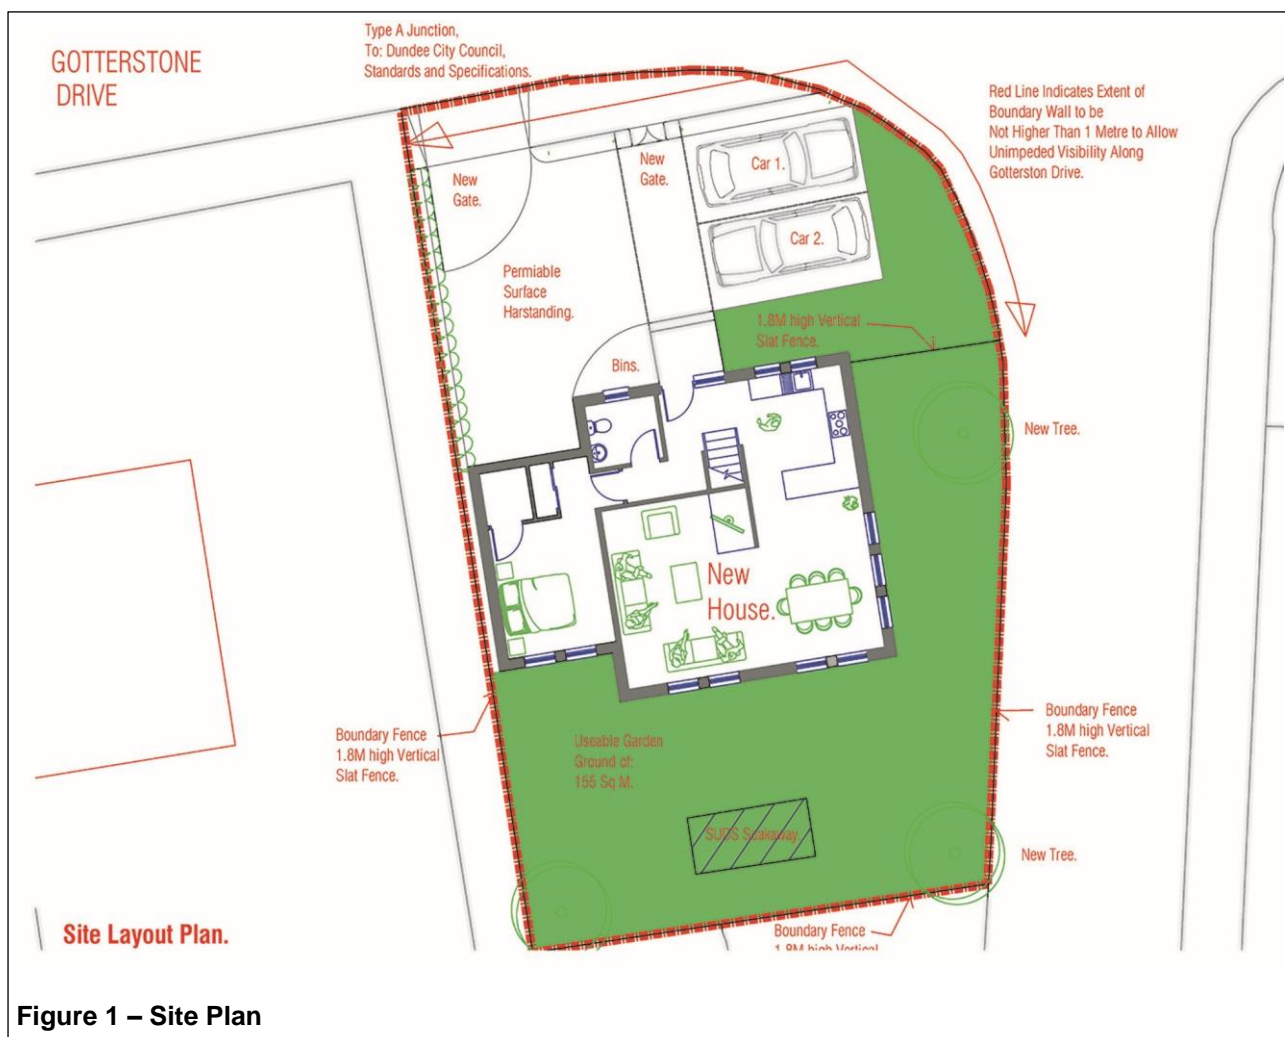 GOTTERSTONE
DRIVE
Type A Junction,
To: Dundee City Council,
Standards and Specifications.
Red Line Indicates Extent of
Boundary Wall to be
Not Higher Than 1 Metre to Allow
Unimpeded Visibility Along
Gotterston Drive.
New
Gate.
New
Gate.
Car 1.
Car 2.
Permiable
Surface
Harstanding.
1.8M high Vertical
Slat Fence.
Bins.
New Tree.
New
House.
Boundary Fence
1.8M high Vertical
Slat Fence.
Useable Garden
Ground of:
155 Sq M.
Boundary Fence
1.8M high Vertical
Slat Fence.
SUDS Soakaway.
New Tree.
Boundary Fence
1.8M high Vertical
Site Layout Plan.
Figure 1 – Site Plan